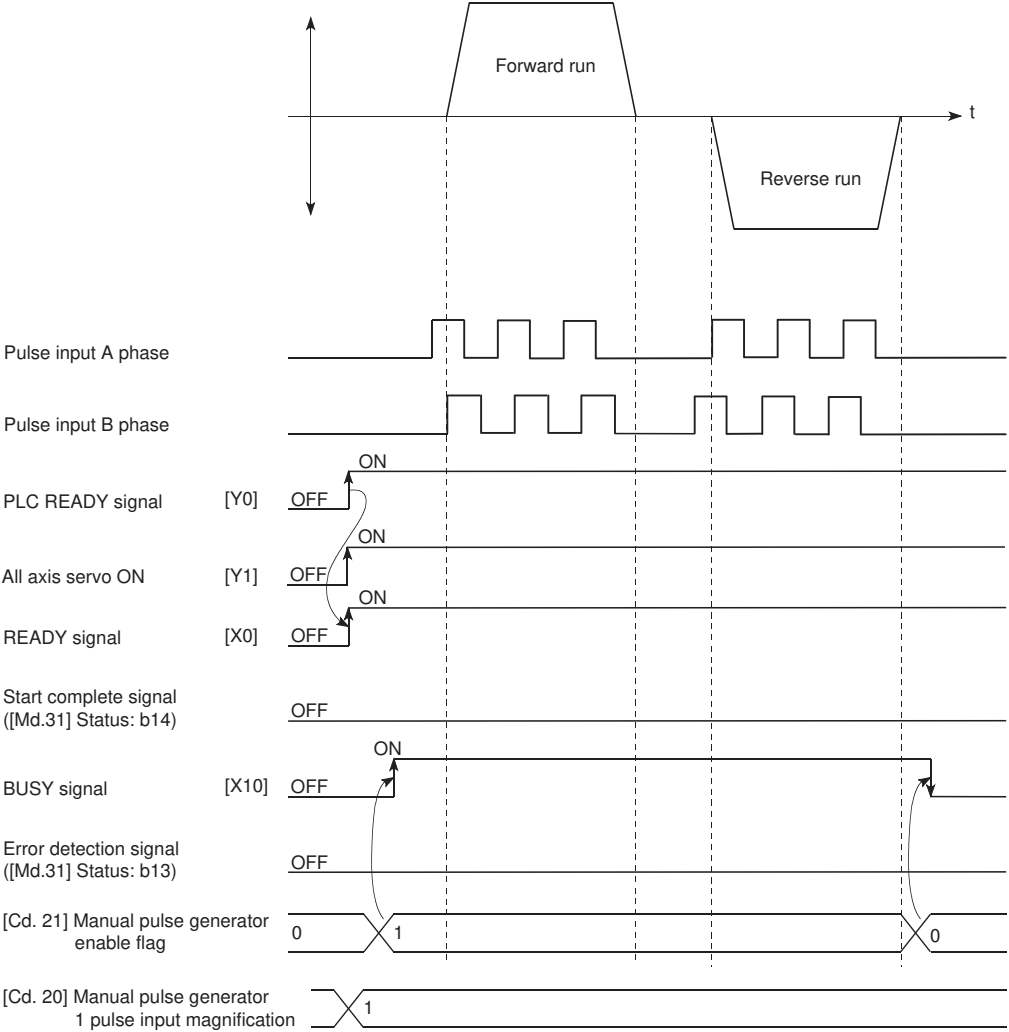 Forward run
t
Reverse run
Pulse input A phase
Pulse input B phase
ON
PLC READY signal [Y0] OFF
ON
All axis servo ON [Y1] OFF
ON
READY signal [X0] OFF
Start complete signal
([Md.31] Status: b14)
OFF
ON
BUSY signal [X10] OFF
Error detection signal
([Md.31] Status: b13)
OFF
[Cd. 21] Manual pulse generator
enable flag
0 1 0
[Cd. 20] Manual pulse generator
1 pulse input magnification
1